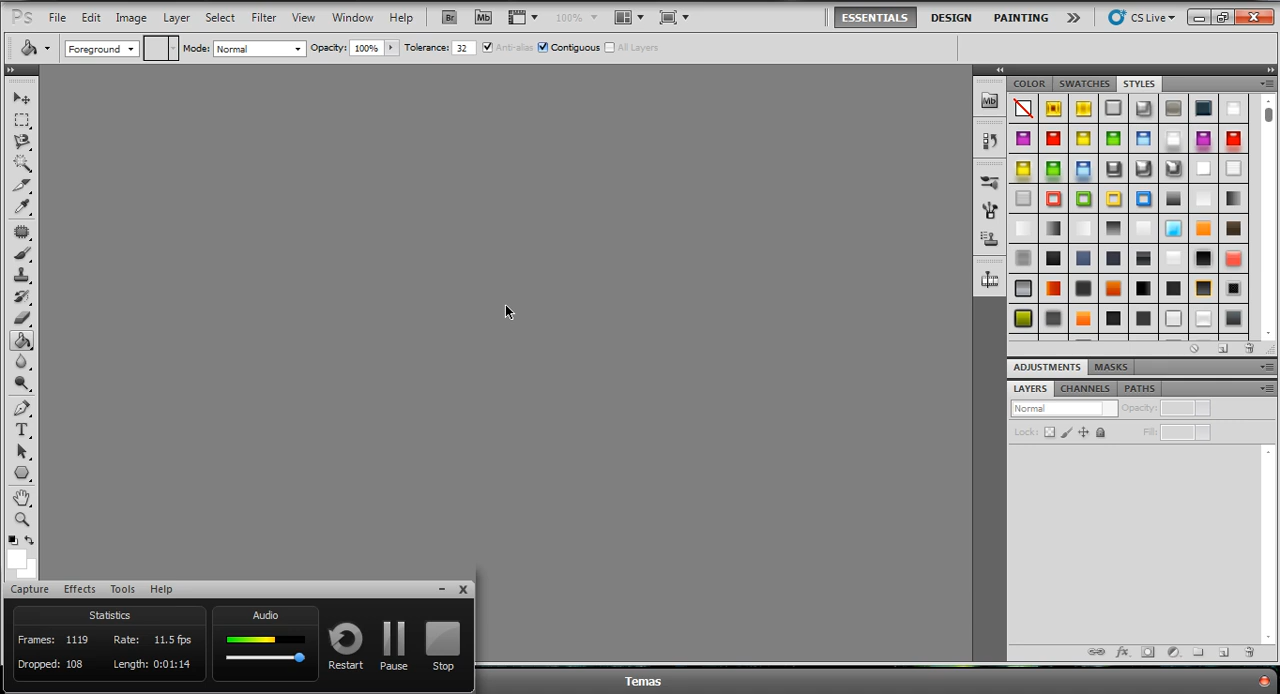 Ps File Edit Image Layer Select Filter View Window Help Br Mb 100% ESSENTIALS DESIGN PAINTING CS Live
Foreground Mode: Normal Opacity: 100% Tolerance: 32 Anti-alias Contiguous All Layers
COLOR SWATCHES STYLES
Mb
ADJUSTMENTS MASKS
LAYERS CHANNELS PATHS
Normal Opacity:
Lock: Fill:
T
fx
Capture Effects Tools Help
Statistics Audio
Frames: 1119 Rate: 11.5 fps
Dropped: 108 Length: 0:01:14
Restart Pause Stop
Temas